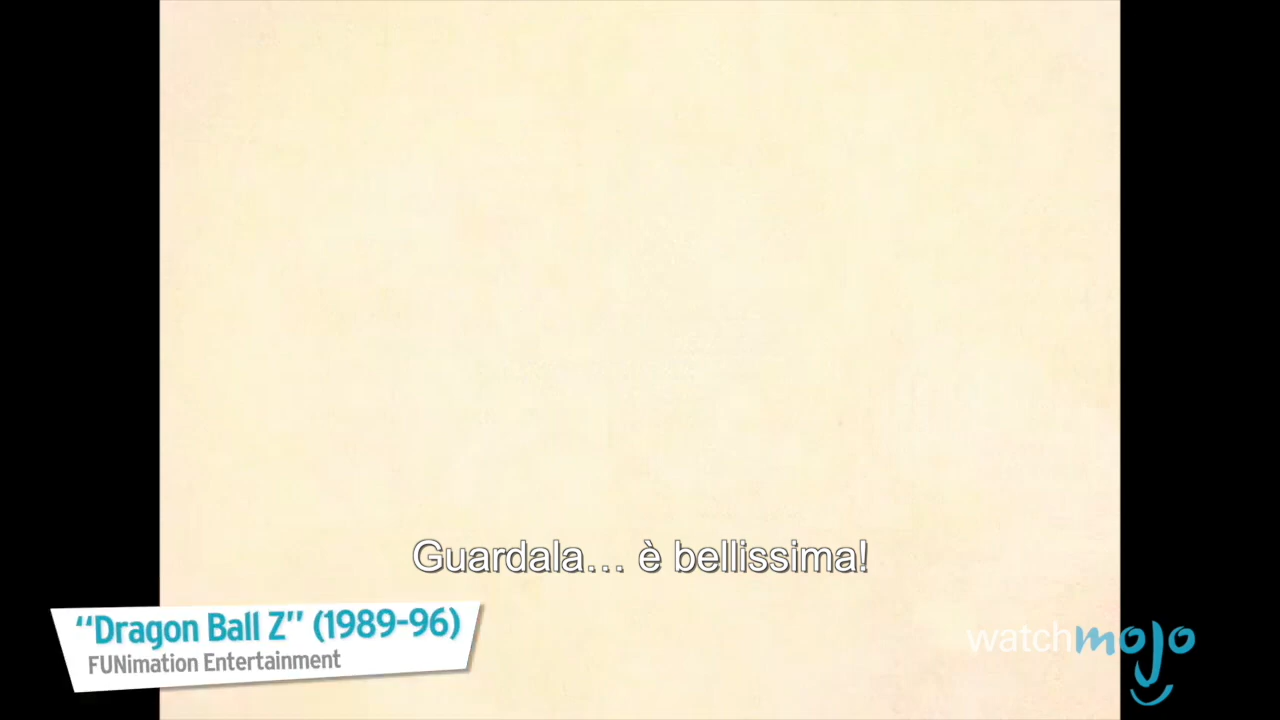 Guardala... è bellissima!
“Dragon Ball Z” (1989-96)
FUNimation Entertainment
watchmojo